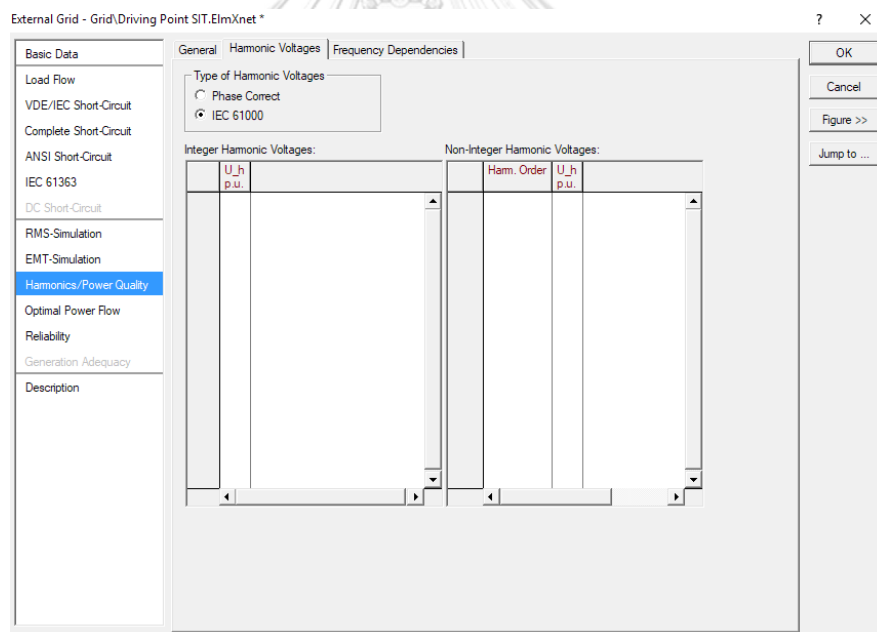 External Grid - Grid\Driving Point SIT.ElmXnet *
? ×
Basic Data
Load Flow
VDE/IEC Short-Circuit
Complete Short-Circuit
ANSI Short-Circuit
IEC 61363
DC Short-Circuit
RMS-Simulation
EMT-Simulation
Harmonics/Power Quality
Optimal Power Flow
Reliability
Generation Adequacy
Description
General Harmonic Voltages Frequency Dependencies
Type of Harmonic Voltages
Phase Correct
IEC 61000
Integer Harmonic Voltages:
U_h
p.u.
Non-Integer Harmonic Voltages:
Harm. Order U_h
p.u.
OK
Cancel
Figure >>
Jump to ...